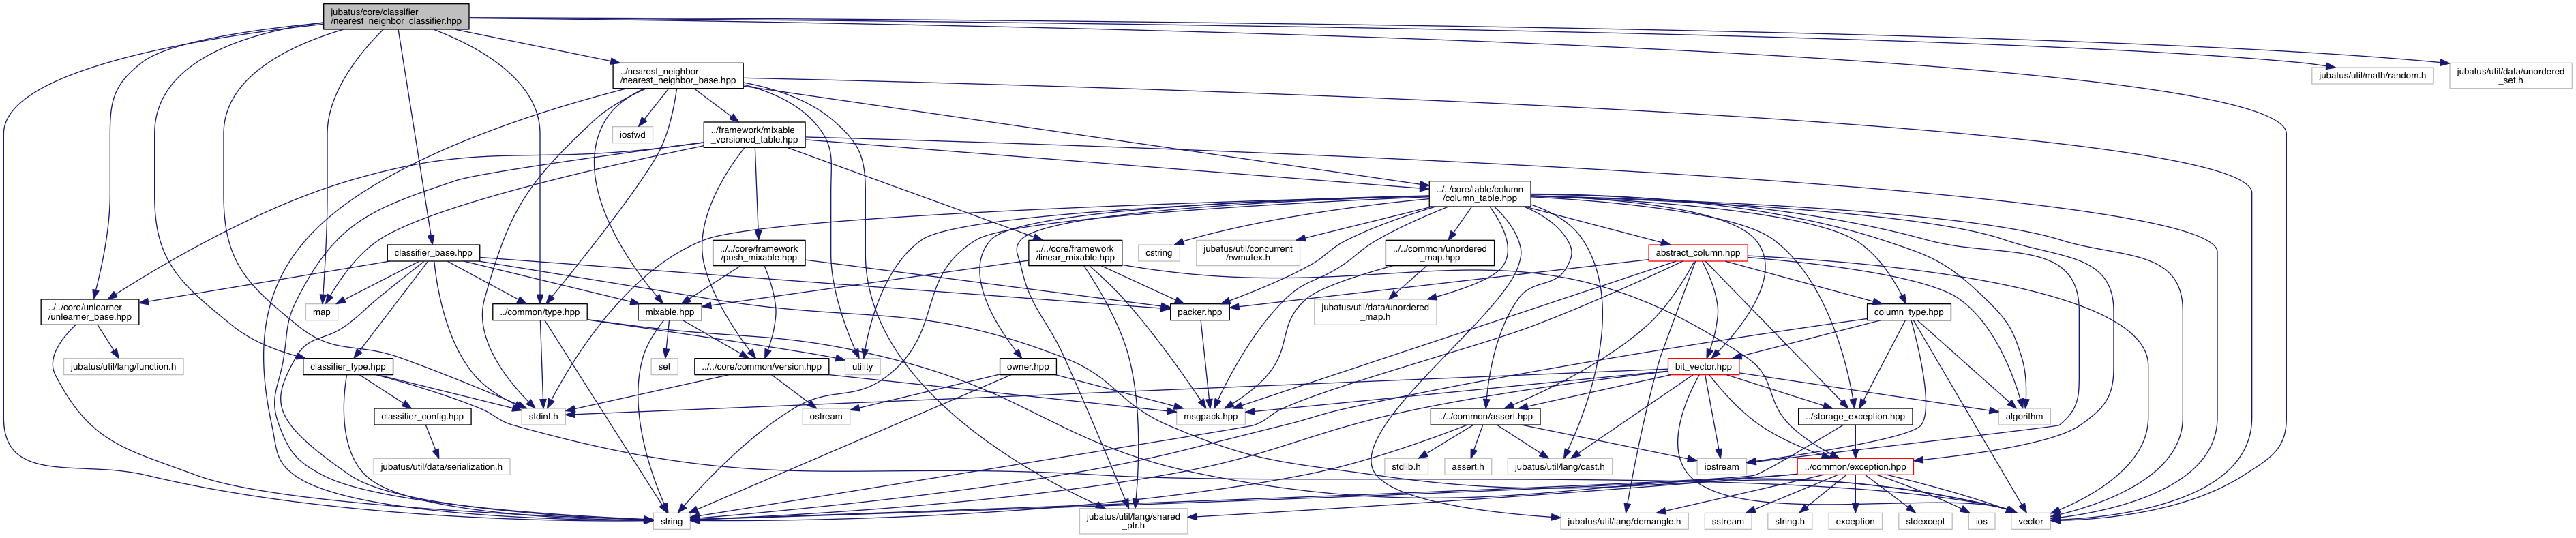 jubatus/core/classifier
/nearest_neighbor_classifier.hpp
../nearest_neighbor
/nearest_neighbor_base.hpp
jubatus/util/math/random.h
jubatus/util/data/unordered
_set.h
iosfwd
../framework/mixable
_versioned_table.hpp
../../core/table/column
/column_table.hpp
classifier_base.hpp
../../core/framework
/push_mixable.hpp
../../core/framework
/linear_mixable.hpp
cstring
jubatus/util/concurrent
/rwmutex.h
../../common/unordered
_map.hpp
abstract_column.hpp
../../core/unlearner
/unlearner_base.hpp
map
../common/type.hpp
mixable.hpp
packer.hpp
jubatus/util/data/unordered
_map.h
column_type.hpp
jubatus/util/lang/function.h
classifier_type.hpp
set
../../core/common/version.hpp
utility
owner.hpp
bit_vector.hpp
classifier_config.hpp
stdint.h
ostream
msgpack.hpp
../../common/assert.hpp
../storage_exception.hpp
algorithm
jubatus/util/data/serialization.h
stdlib.h
assert.h
jubatus/util/lang/cast.h
iostream
../common/exception.hpp
string
jubatus/util/lang/shared
_ptr.h
jubatus/util/lang/demangle.h
sstream
string.h
exception
stdexcept
ios
vector